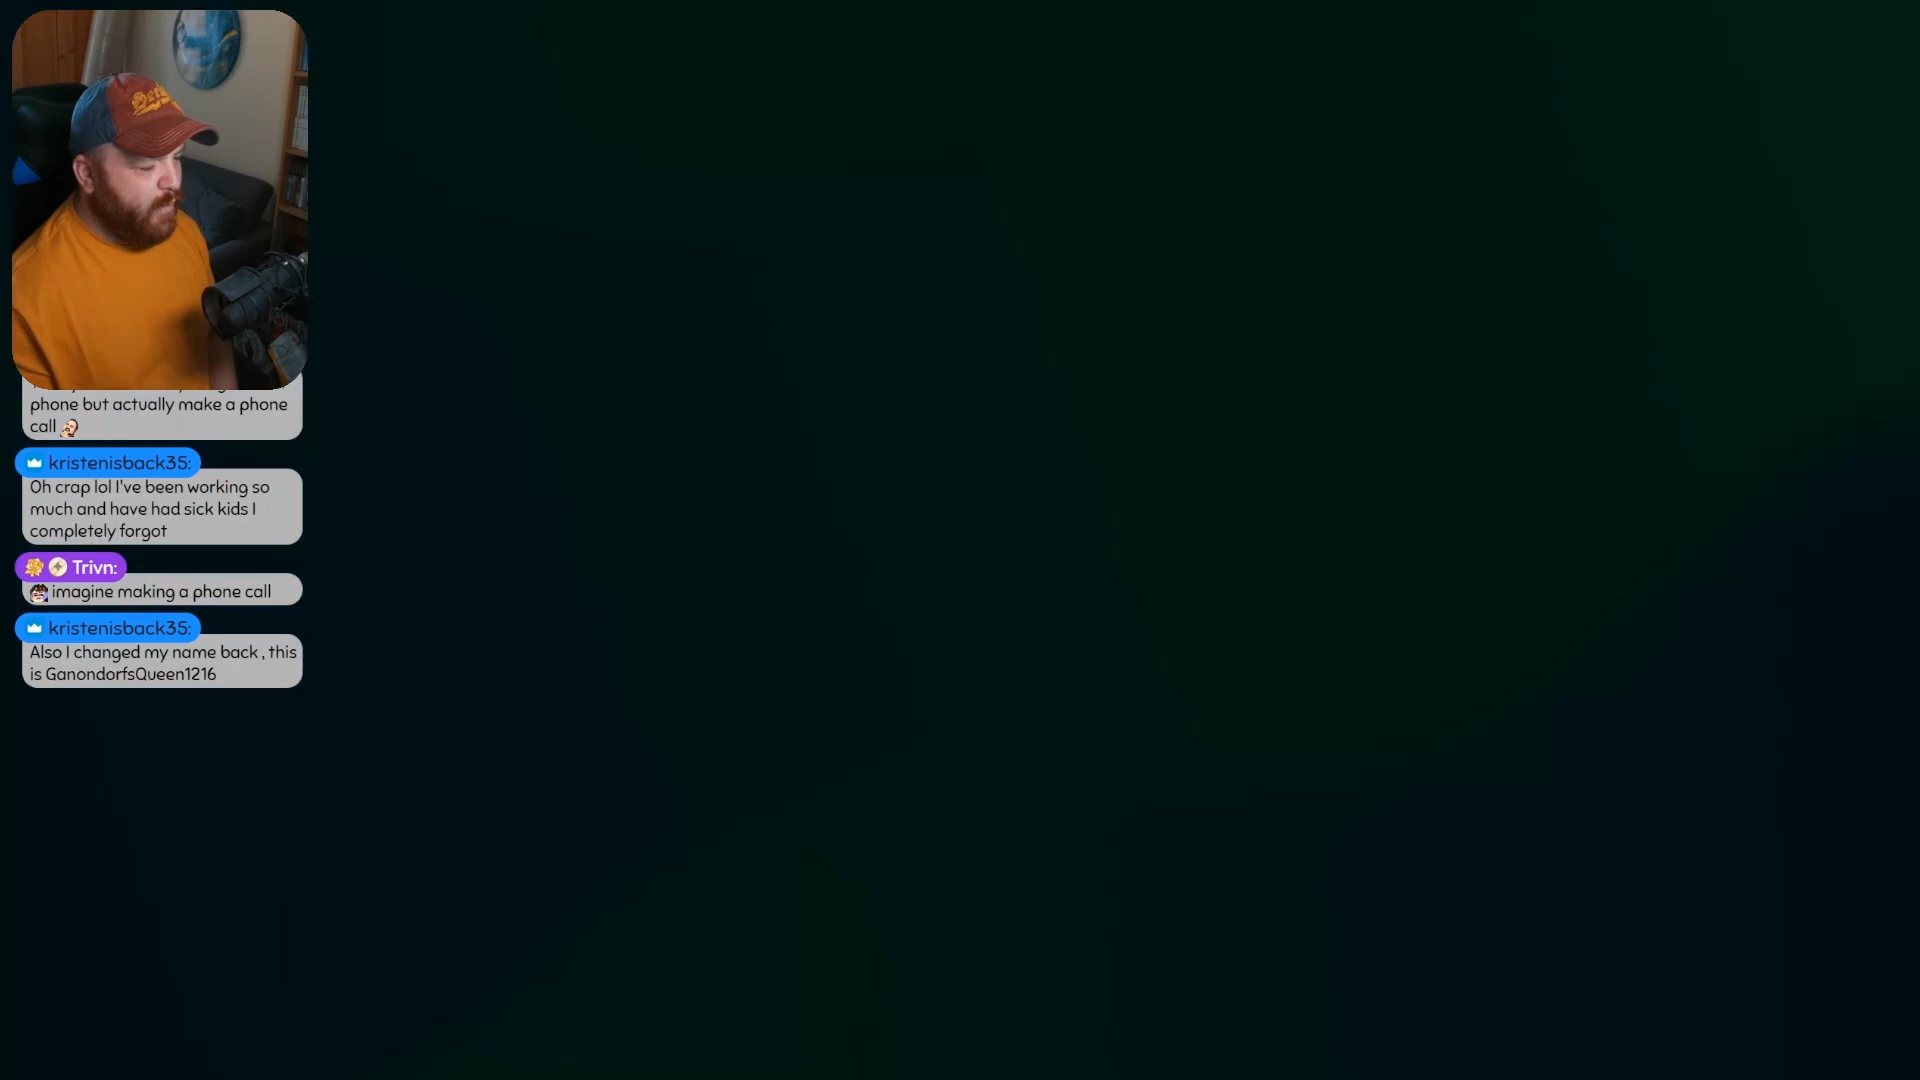 phone but actually make a phone
call
kristenisback35:
Oh crap lol I've been working so
much and have had sick kids I
completely forgot
Trivn:
imagine making a phone call
kristenisback35:
Also I changed my name back , this
is GanondorfsQueen1216